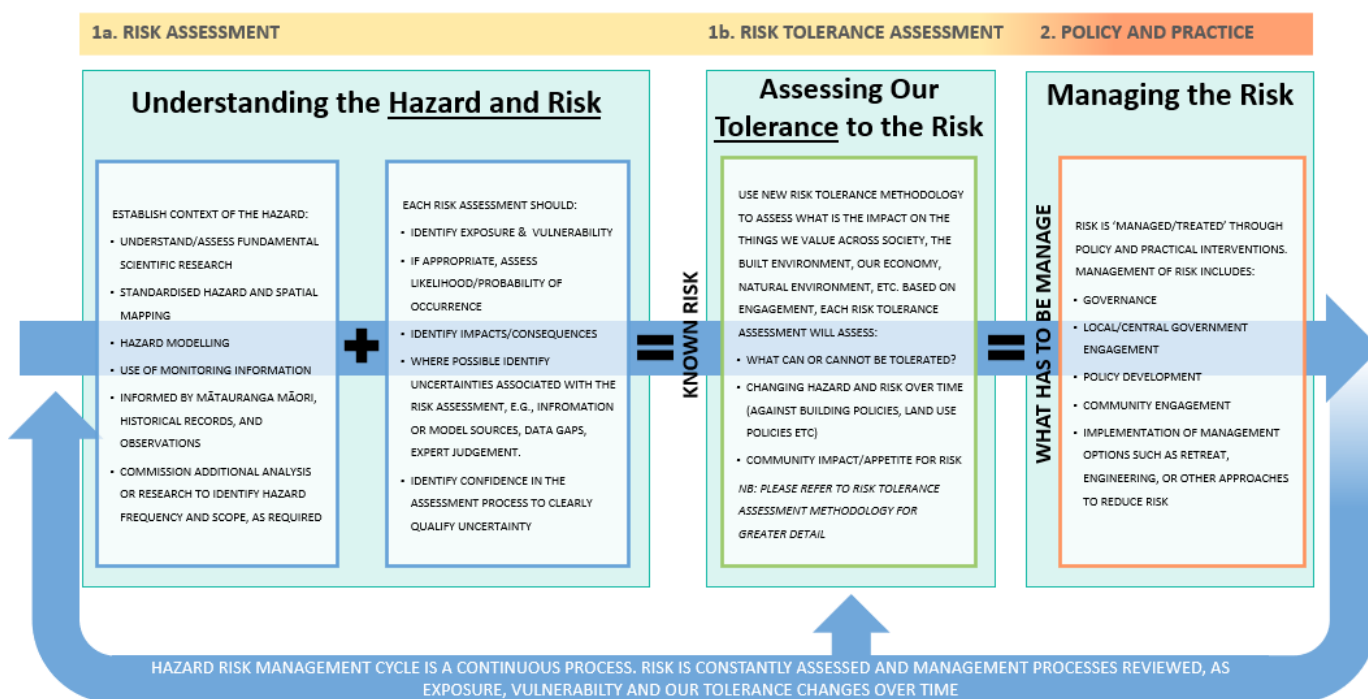 1a. RISK ASSESSMENT
1b. RISK TOLERANCE ASSESSMENT
2. POLICY AND PRACTICE
Understanding the Hazard and Risk
ESTABLISH CONTEXT OF THE HAZARD:
• UNDERSTAND/ASSESS FUNDAMENTAL
SCIENTIFIC RESEARCH
• STANDARDISED HAZARD AND SPATIAL
MAPPING
• HAZARD MODELLING
• USE OF MONITORING INFORMATION
• INFORMED BY MĀTAURANGA MĀORI,
HISTORICAL RECORDS, AND
OBSERVATIONS
• COMMISSION ADDITIONAL ANALYSIS
OR RESEARCH TO IDENTIFY HAZARD
FREQUENCY AND SCOPE, AS REQUIRED
+
EACH RISK ASSESSMENT SHOULD:
• IDENTIFY EXPOSURE & VULNERABILITY
• IF APPROPRIATE, ASSESS
LIKELIHOOD/PROBABILITY OF
OCCURRENCE
• IDENTIFY IMPACTS/CONSEQUENCES
• WHERE POSSIBLE IDENTIFY
UNCERTAINTIES ASSOCIATED WITH THE
RISK ASSESSMENT, E.G., INFROMATION
OR MODEL SOURCES, DATA GAPS,
EXPERT JUDGEMENT.
• IDENTIFY CONFIDENCE IN THE
ASSESSMENT PROCESS TO CLEARLY
QUALIFY UNCERTAINTY
=
KNOWN RISK
Assessing Our
Tolerance to the Risk
USE NEW RISK TOLERANCE METHODOLOGY
TO ASSESS WHAT IS THE IMPACT ON THE
THINGS WE VALUE ACROSS SOCIETY, THE
BUILT ENVIRONMENT, OUR ECONOMY,
NATURAL ENVIRONMENT, ETC. BASED ON
ENGAGEMENT, EACH RISK TOLERANCE
ASSESSMENT WILL ASSESS:
• WHAT CAN OR CANNOT BE TOLERATED?
• CHANGING HAZARD AND RISK OVER TIME
(AGAINST BUILDING POLICIES, LAND USE
POLICIES ETC)
• COMMUNITY IMPACT/APPETITE FOR RISK
NB: PLEASE REFER TO RISK TOLERANCE
ASSESSMENT METHODOLOGY FOR
GREATER DETAIL
=
WHAT HAS TO BE MANAGE
Managing the Risk
RISK IS ‘MANAGED/TREATED’ THROUGH
POLICY AND PRACTICAL INTERVENTIONS.
MANAGEMENT OF RISK INCLUDES:
• GOVERNANCE
• LOCAL/CENTRAL GOVERNMENT
ENGAGEMENT
• POLICY DEVELOPMENT
• COMMUNITY ENGAGEMENT
• IMPLEMENTATION OF MANAGEMENT
OPTIONS SUCH AS RETREAT,
ENGINEERING, OR OTHER APPROACHES
TO REDUCE RISK
HAZARD RISK MANAGEMENT CYCLE IS A CONTINUOUS PROCESS. RISK IS CONSTANTLY ASSESSED AND MANAGEMENT PROCESSES REVIEWED, AS
EXPOSURE, VULNERABILTY AND OUR TOLERANCE CHANGES OVER TIME